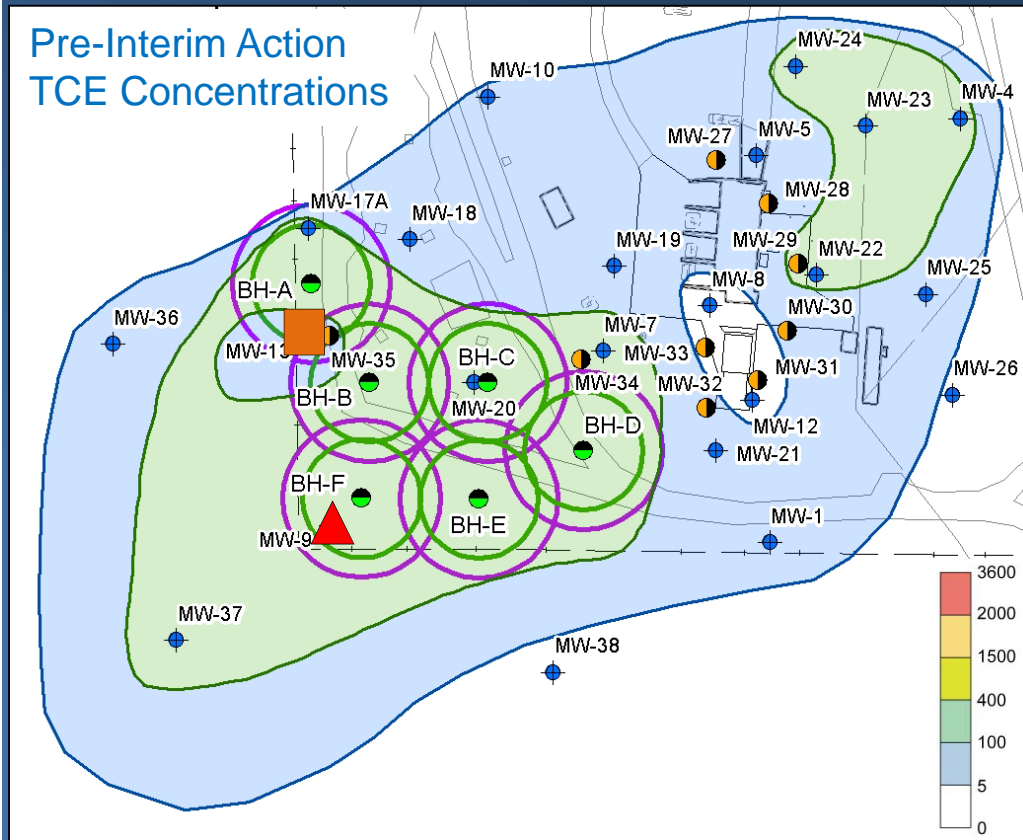 Pre-Interim Action
TCE Concentrations
MW-24
MW-10
MW-23
MW-4
MW-27
MW-5
MW-17A
MW-28
MW-18
MW-19
MW-29
MW-22
BH-A
MW-8
MW-25
MW-30
MW-36
MW-7
MW-13
MW-35
BH-C
MW-33
MW-31
MW-26
BH-B
MW-34
MW-32
MW-20
MW-12
BH-D
MW-21
BH-F
BH-E
MW-9
MW-1
MW-37
MW-38
3600
2000
1500
400
100
5
0